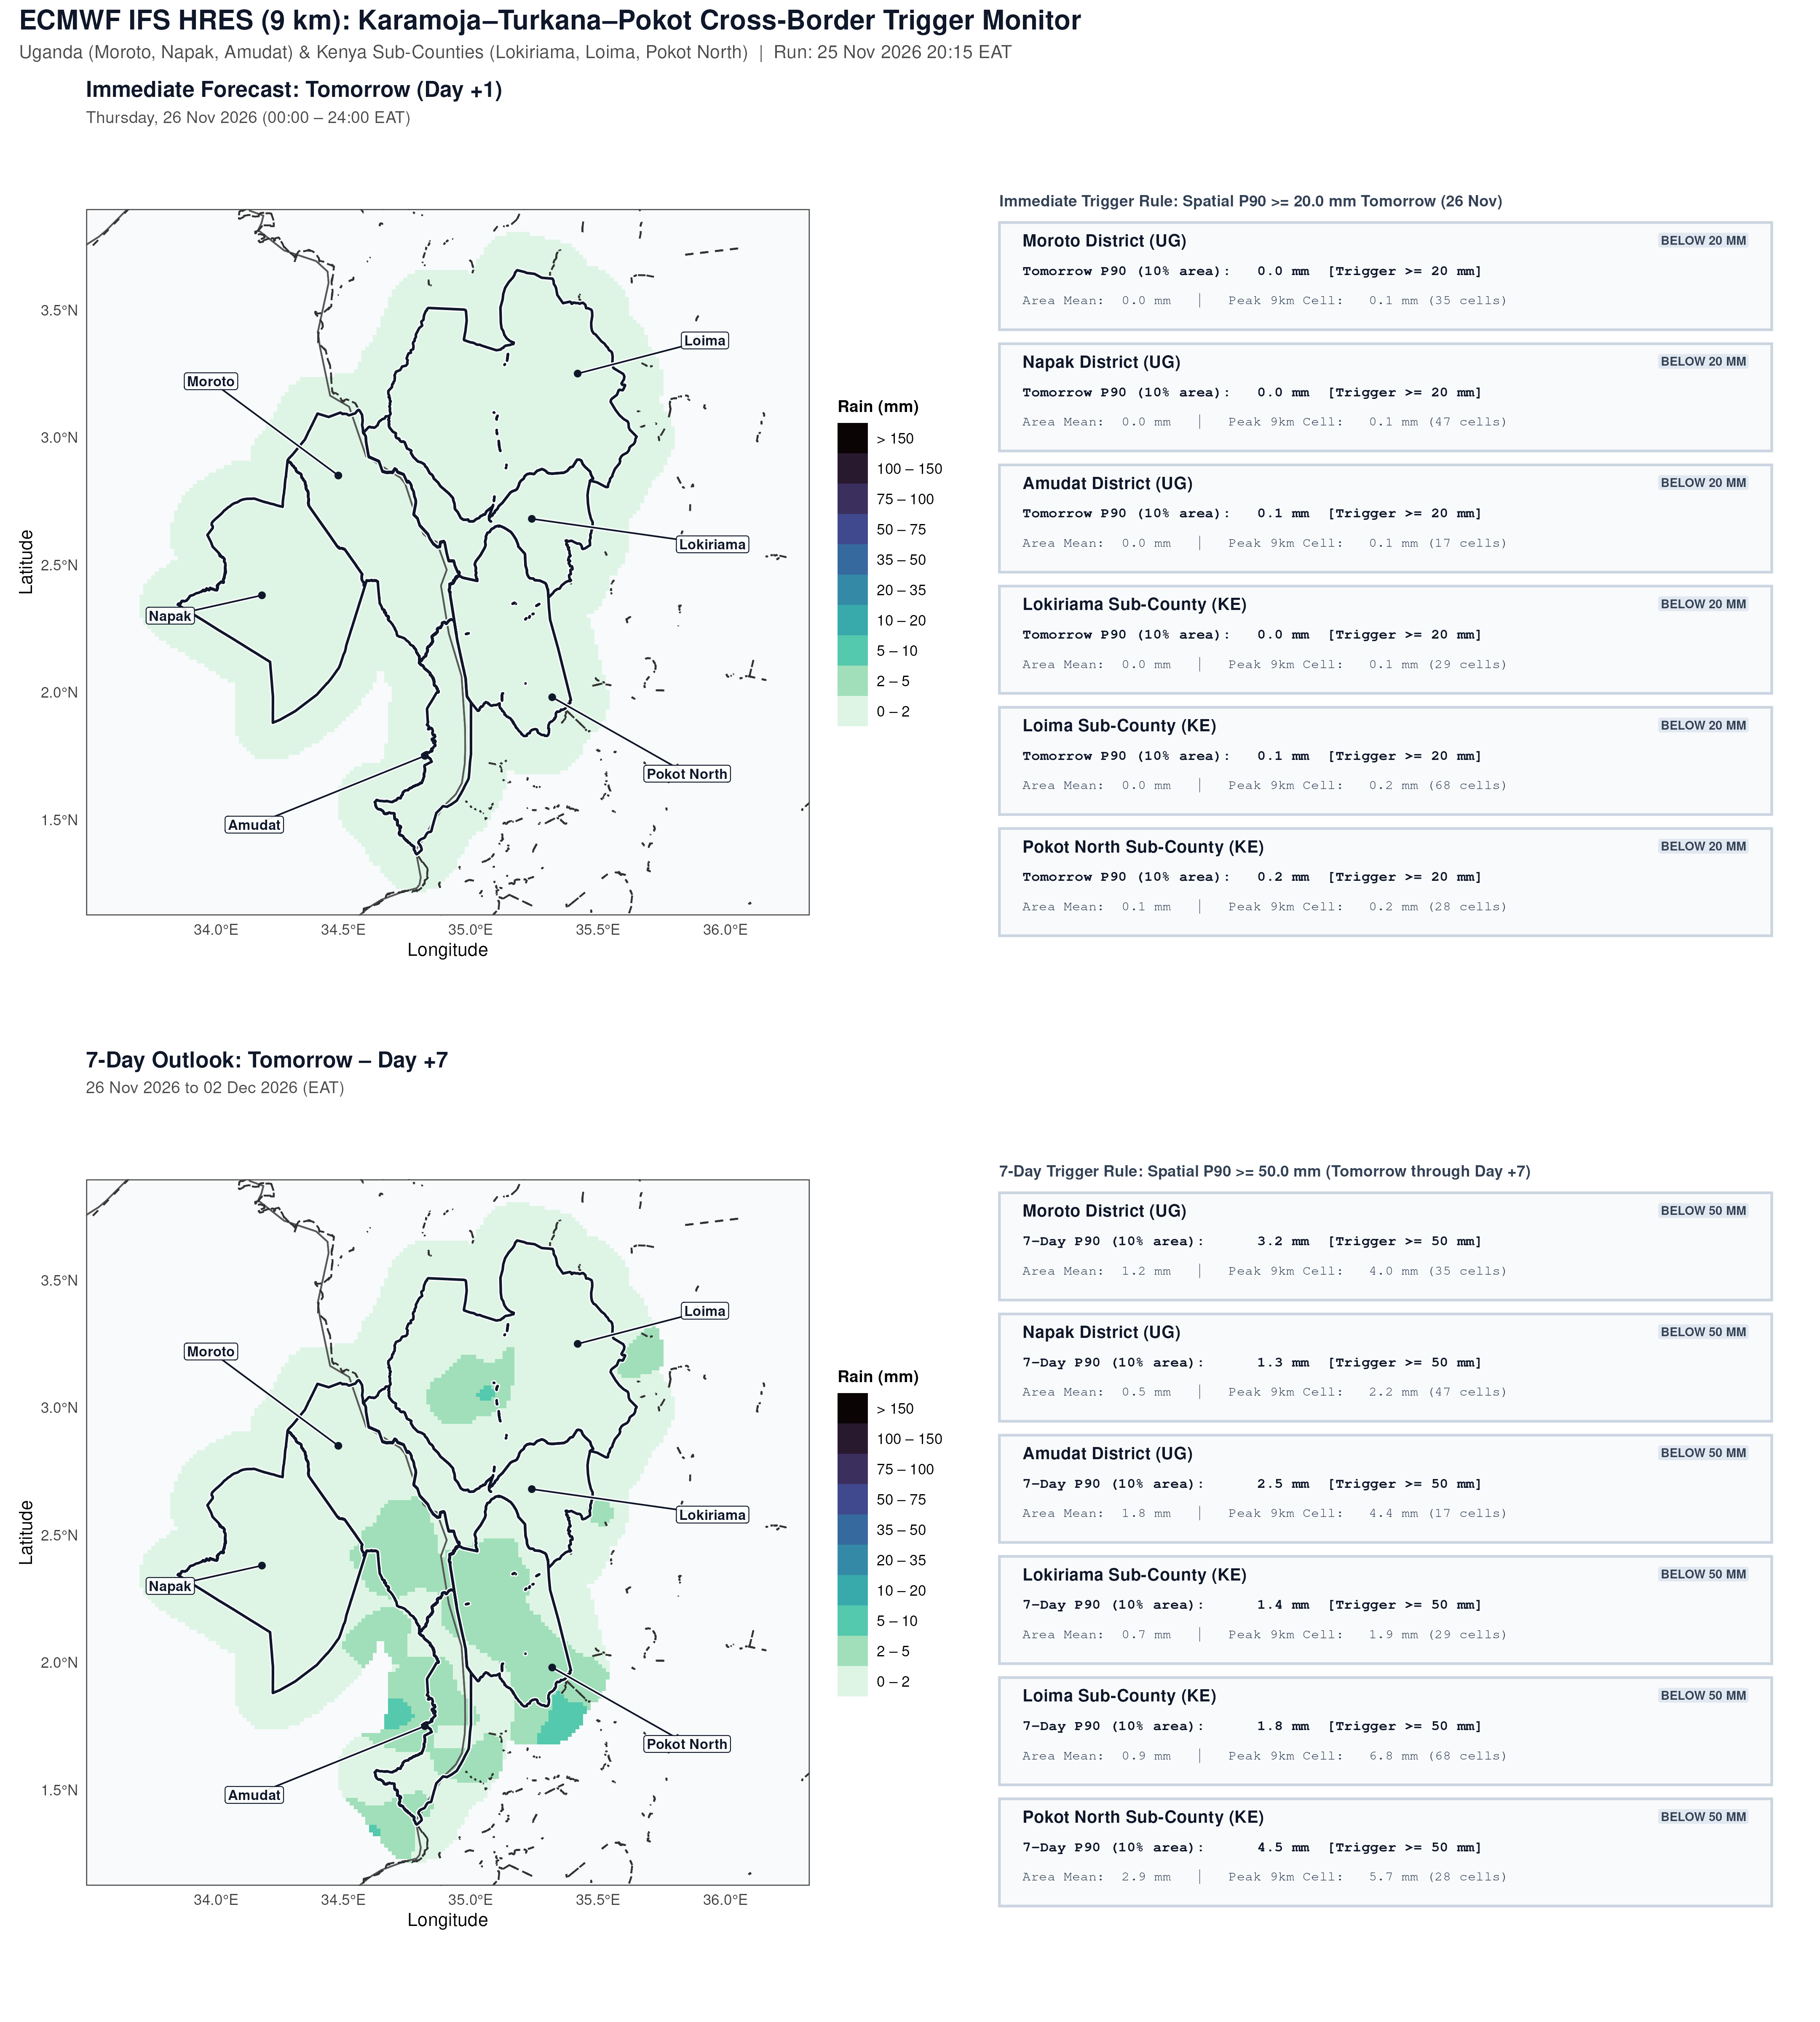 ECMWF IFS HRES (9 km): Karamoja–Turkana–Pokot Cross-Border Trigger Monitor
Uganda (Moroto, Napak, Amudat) & Kenya Sub-Counties (Lokiriama, Loima, Pokot North) | Run: 25 Nov 2026 20:15 EAT
Immediate Forecast: Tomorrow (Day +1)
Thursday, 26 Nov 2026 (00:00 – 24:00 EAT)
Latitude
3.5°N
3.0°N
2.5°N
2.0°N
1.5°N
Loima
Moroto
Lokiriama
Napak
Pokot North
Amudat
34.0°E
34.5°E
35.0°E
35.5°E
36.0°E
Longitude
Rain (mm)
> 150
100 – 150
75 – 100
50 – 75
35 – 50
20 – 35
10 – 20
5 – 10
2 – 5
0 – 2
Immediate Trigger Rule: Spatial P90 >= 20.0 mm Tomorrow (26 Nov)
Moroto District (UG) BELOW 20 MM
Tomorrow P90 (10% area): 0.0 mm [Trigger >= 20 mm]
Area Mean: 0.0 mm | Peak 9km Cell: 0.1 mm (35 cells)
Napak District (UG) BELOW 20 MM
Tomorrow P90 (10% area): 0.0 mm [Trigger >= 20 mm]
Area Mean: 0.0 mm | Peak 9km Cell: 0.1 mm (47 cells)
Amudat District (UG) BELOW 20 MM
Tomorrow P90 (10% area): 0.1 mm [Trigger >= 20 mm]
Area Mean: 0.0 mm | Peak 9km Cell: 0.1 mm (17 cells)
Lokiriama Sub-County (KE) BELOW 20 MM
Tomorrow P90 (10% area): 0.0 mm [Trigger >= 20 mm]
Area Mean: 0.0 mm | Peak 9km Cell: 0.1 mm (29 cells)
Loima Sub-County (KE) BELOW 20 MM
Tomorrow P90 (10% area): 0.1 mm [Trigger >= 20 mm]
Area Mean: 0.0 mm | Peak 9km Cell: 0.2 mm (68 cells)
Pokot North Sub-County (KE) BELOW 20 MM
Tomorrow P90 (10% area): 0.2 mm [Trigger >= 20 mm]
Area Mean: 0.1 mm | Peak 9km Cell: 0.2 mm (28 cells)
7-Day Outlook: Tomorrow – Day +7
26 Nov 2026 to 02 Dec 2026 (EAT)
Latitude
3.5°N
3.0°N
2.5°N
2.0°N
1.5°N
Loima
Moroto
Lokiriama
Napak
Pokot North
Amudat
34.0°E
34.5°E
35.0°E
35.5°E
36.0°E
Longitude
Rain (mm)
> 150
100 – 150
75 – 100
50 – 75
35 – 50
20 – 35
10 – 20
5 – 10
2 – 5
0 – 2
7-Day Trigger Rule: Spatial P90 >= 50.0 mm (Tomorrow through Day +7)
Moroto District (UG) BELOW 50 MM
7-Day P90 (10% area): 3.2 mm [Trigger >= 50 mm]
Area Mean: 1.2 mm | Peak 9km Cell: 4.0 mm (35 cells)
Napak District (UG) BELOW 50 MM
7-Day P90 (10% area): 1.3 mm [Trigger >= 50 mm]
Area Mean: 0.5 mm | Peak 9km Cell: 2.2 mm (47 cells)
Amudat District (UG) BELOW 50 MM
7-Day P90 (10% area): 2.5 mm [Trigger >= 50 mm]
Area Mean: 1.8 mm | Peak 9km Cell: 4.4 mm (17 cells)
Lokiriama Sub-County (KE) BELOW 50 MM
7-Day P90 (10% area): 1.4 mm [Trigger >= 50 mm]
Area Mean: 0.7 mm | Peak 9km Cell: 1.9 mm (29 cells)
Loima Sub-County (KE) BELOW 50 MM
7-Day P90 (10% area): 1.8 mm [Trigger >= 50 mm]
Area Mean: 0.9 mm | Peak 9km Cell: 6.8 mm (68 cells)
Pokot North Sub-County (KE) BELOW 50 MM
7-Day P90 (10% area): 4.5 mm [Trigger >= 50 mm]
Area Mean: 2.9 mm | Peak 9km Cell: 5.7 mm (28 cells)